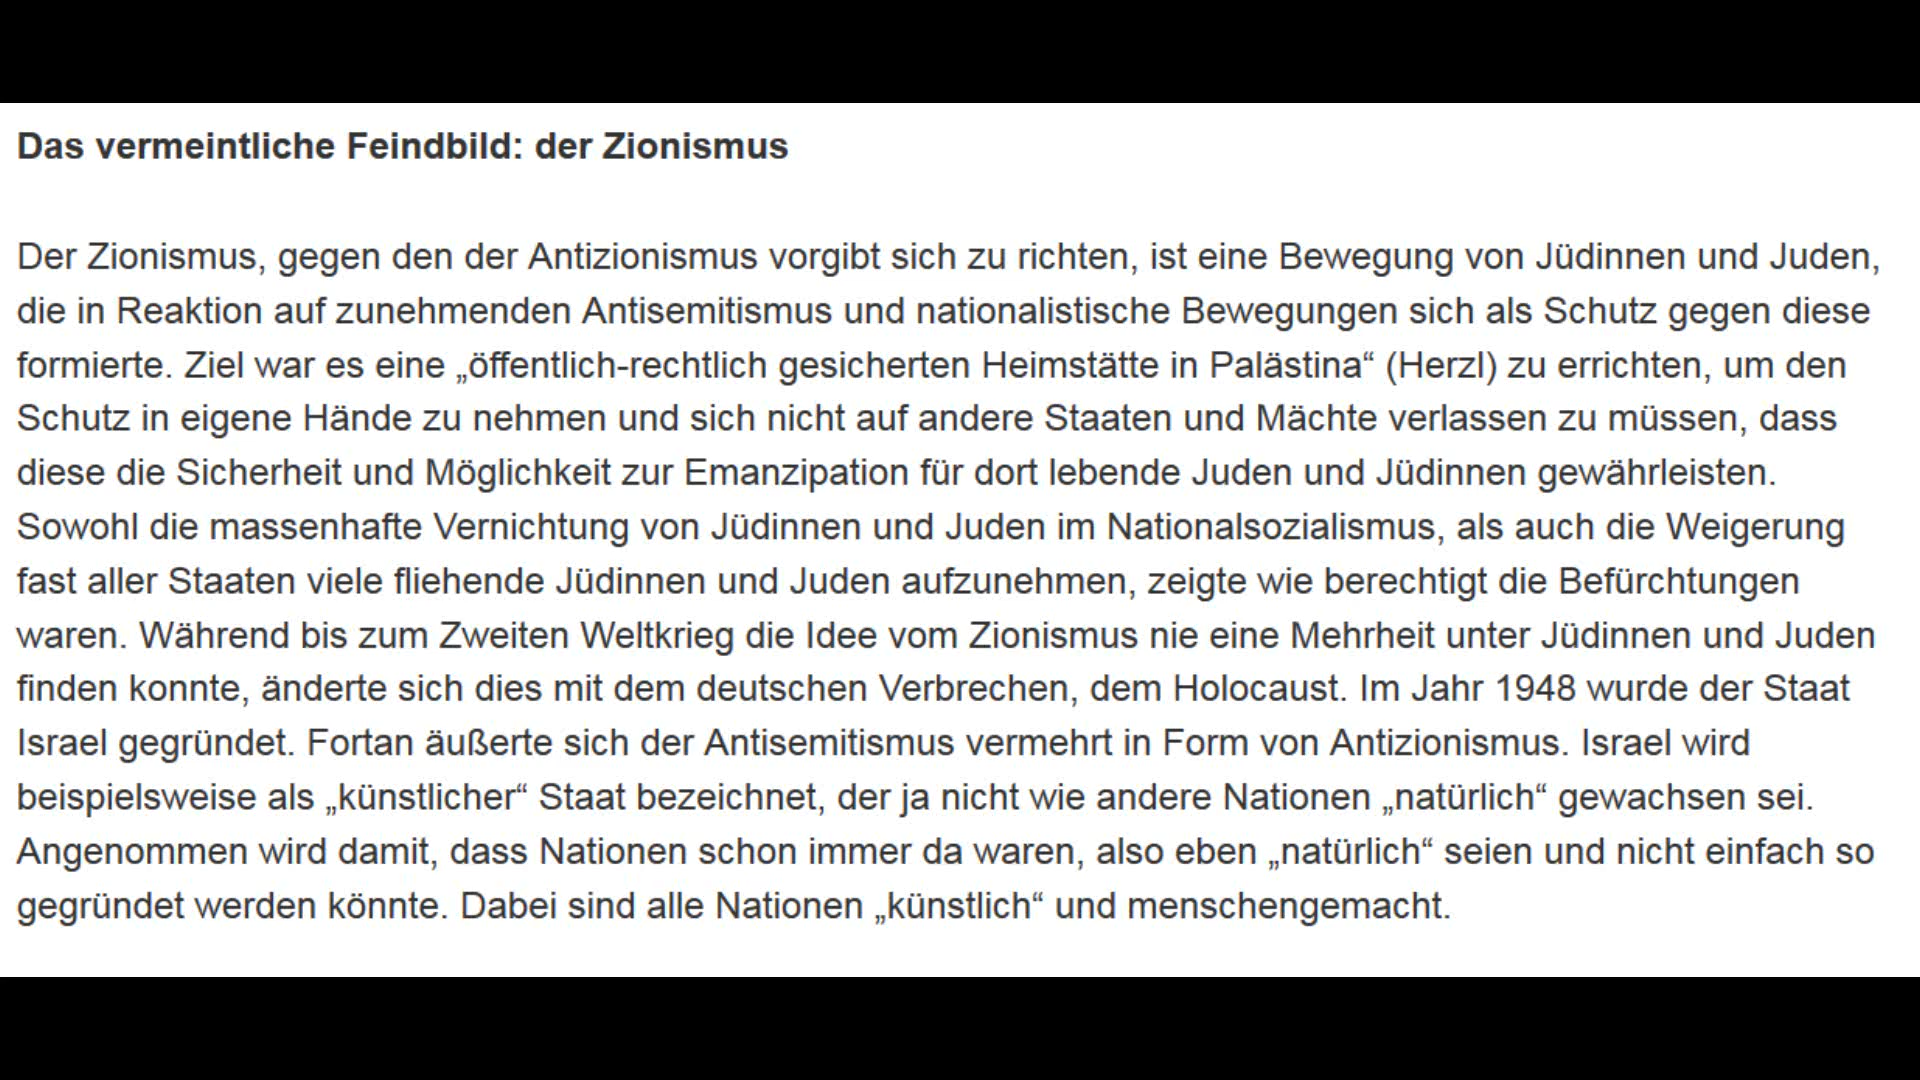 Das vermeintliche Feindbild: der Zionismus
Der Zionismus, gegen den der Antizionismus vorgibt sich zu richten, ist eine Bewegung von Jüdinnen und Juden,
die in Reaktion auf zunehmenden Antisemitismus und nationalistische Bewegungen sich als Schutz gegen diese
formierte. Ziel war es eine „öffentlich-rechtlich gesicherten Heimstätte in Palästina“ (Herzl) zu errichten, um den
Schutz in eigene Hände zu nehmen und sich nicht auf andere Staaten und Mächte verlassen zu müssen, dass
diese die Sicherheit und Möglichkeit zur Emanzipation für dort lebende Juden und Jüdinnen gewährleisten.
Sowohl die massenhafte Vernichtung von Jüdinnen und Juden im Nationalsozialismus, als auch die Weigerung
fast aller Staaten viele fliehende Jüdinnen und Juden aufzunehmen, zeigte wie berechtigt die Befürchtungen
waren. Während bis zum Zweiten Weltkrieg die Idee vom Zionismus nie eine Mehrheit unter Jüdinnen und Juden
finden konnte, änderte sich dies mit dem deutschen Verbrechen, dem Holocaust. Im Jahr 1948 wurde der Staat
Israel gegründet. Fortan äußerte sich der Antisemitismus vermehrt in Form von Antizionismus. Israel wird
beispielsweise als „künstlicher“ Staat bezeichnet, der ja nicht wie andere Nationen „natürlich“ gewachsen sei.
Angenommen wird damit, dass Nationen schon immer da waren, also eben „natürlich“ seien und nicht einfach so
gegründet werden könnte. Dabei sind alle Nationen „künstlich“ und menschengemacht.